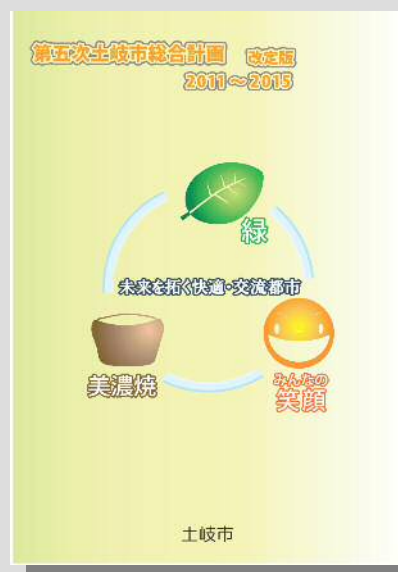 第五次土岐市総合計画 改定版
2011～2015
緑
未来を拓く快適・交流都市
美濃焼
みんなの
笑顔
土岐市